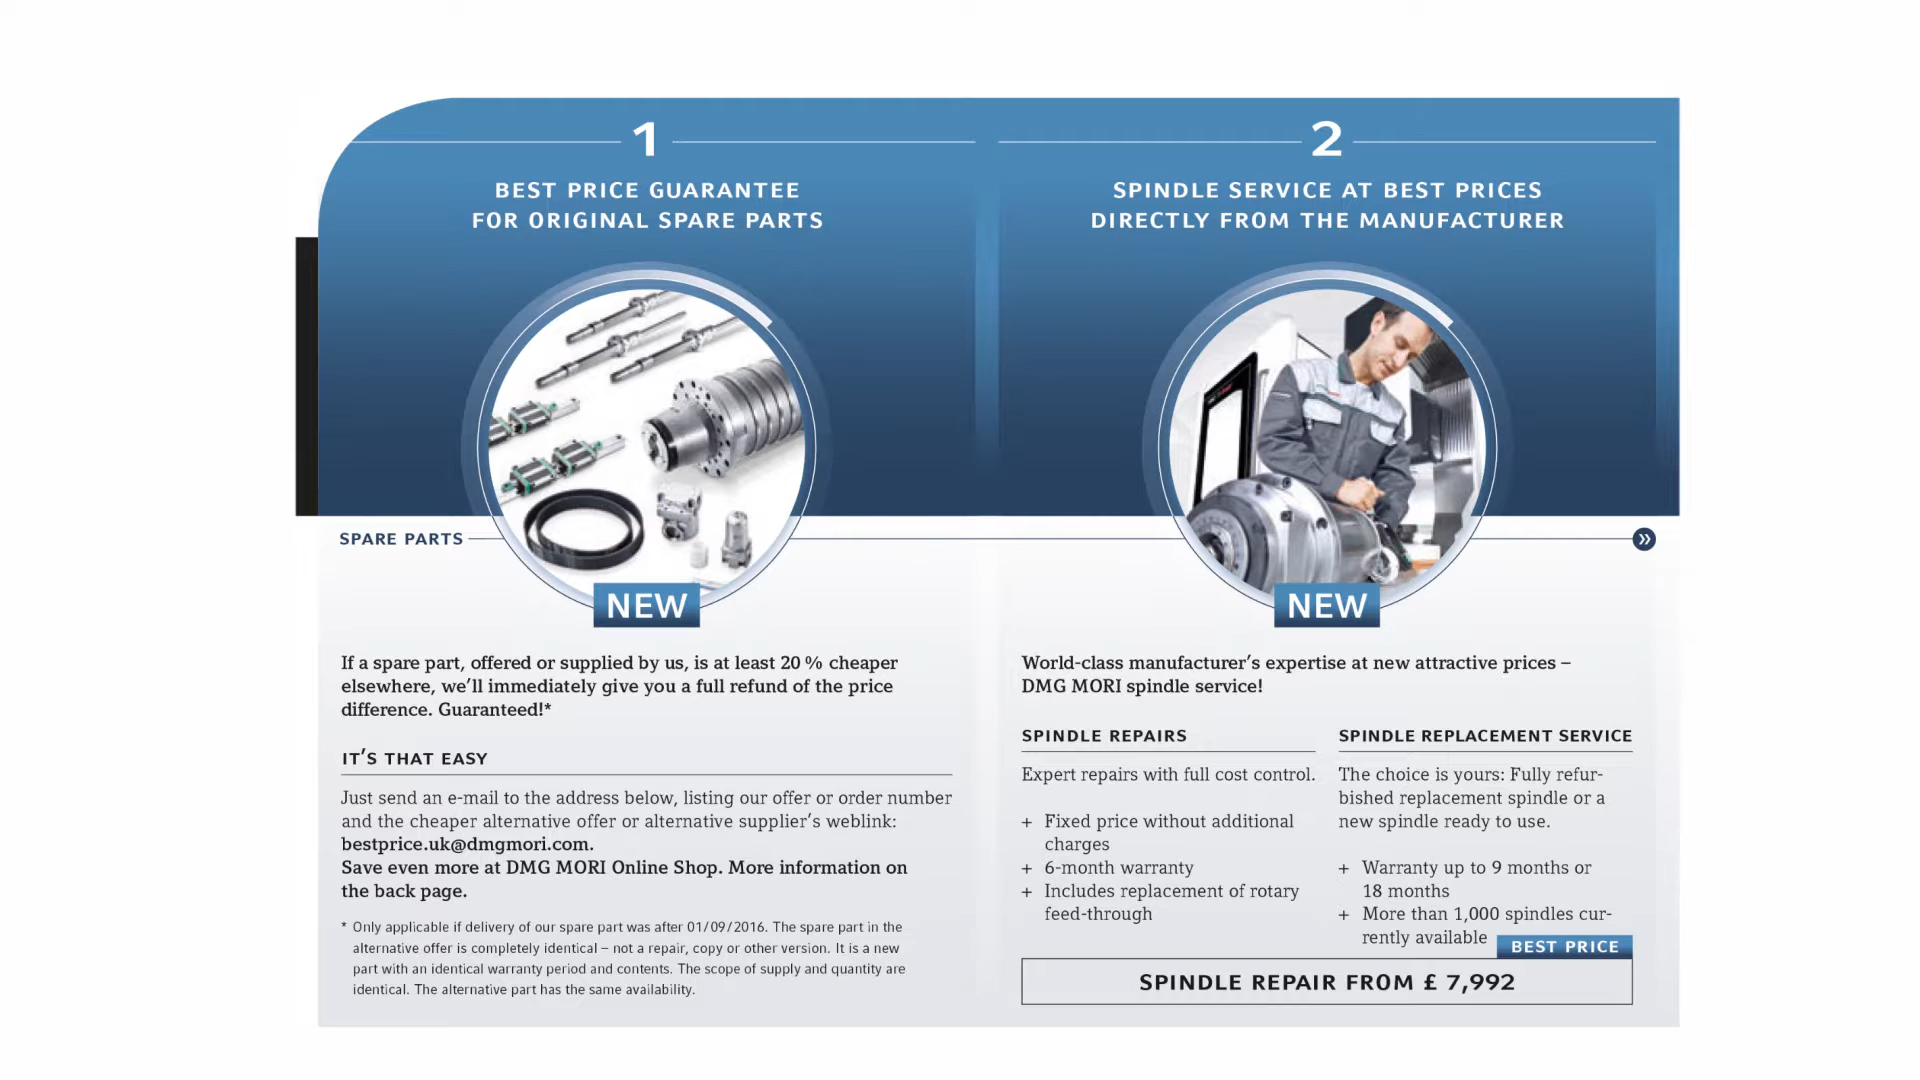 1
BEST PRICE GUARANTEE
FOR ORIGINAL SPARE PARTS
SPARE PARTS
NEW
If a spare part, offered or supplied by us, is at least 20 % cheaper
elsewhere, we’ll immediately give you a full refund of the price
difference. Guaranteed!*
IT’S THAT EASY
Just send an e-mail to the address below, listing our offer or order number
and the cheaper alternative offer or alternative supplier’s weblink:
bestprice.uk@dmgmori.com.
Save even more at DMG MORI Online Shop. More information on
the back page.
* Only applicable if delivery of our spare part was after 01/09/2016. The spare part in the
alternative offer is completely identical – not a repair, copy or other version. It is a new
part with an identical warranty period and contents. The scope of supply and quantity are
identical. The alternative part has the same availability.
2
SPINDLE SERVICE AT BEST PRICES
DIRECTLY FROM THE MANUFACTURER
NEW
World-class manufacturer’s expertise at new attractive prices –
DMG MORI spindle service!
SPINDLE REPAIRS
Expert repairs with full cost control.
+ Fixed price without additional
charges
+ 6-month warranty
+ Includes replacement of rotary
feed-through
SPINDLE REPLACEMENT SERVICE
The choice is yours: Fully refur-
bished replacement spindle or a
new spindle ready to use.
+ Warranty up to 9 months or
18 months
+ More than 1,000 spindles cur-
rently available
BEST PRICE
SPINDLE REPAIR FROM £ 7,992